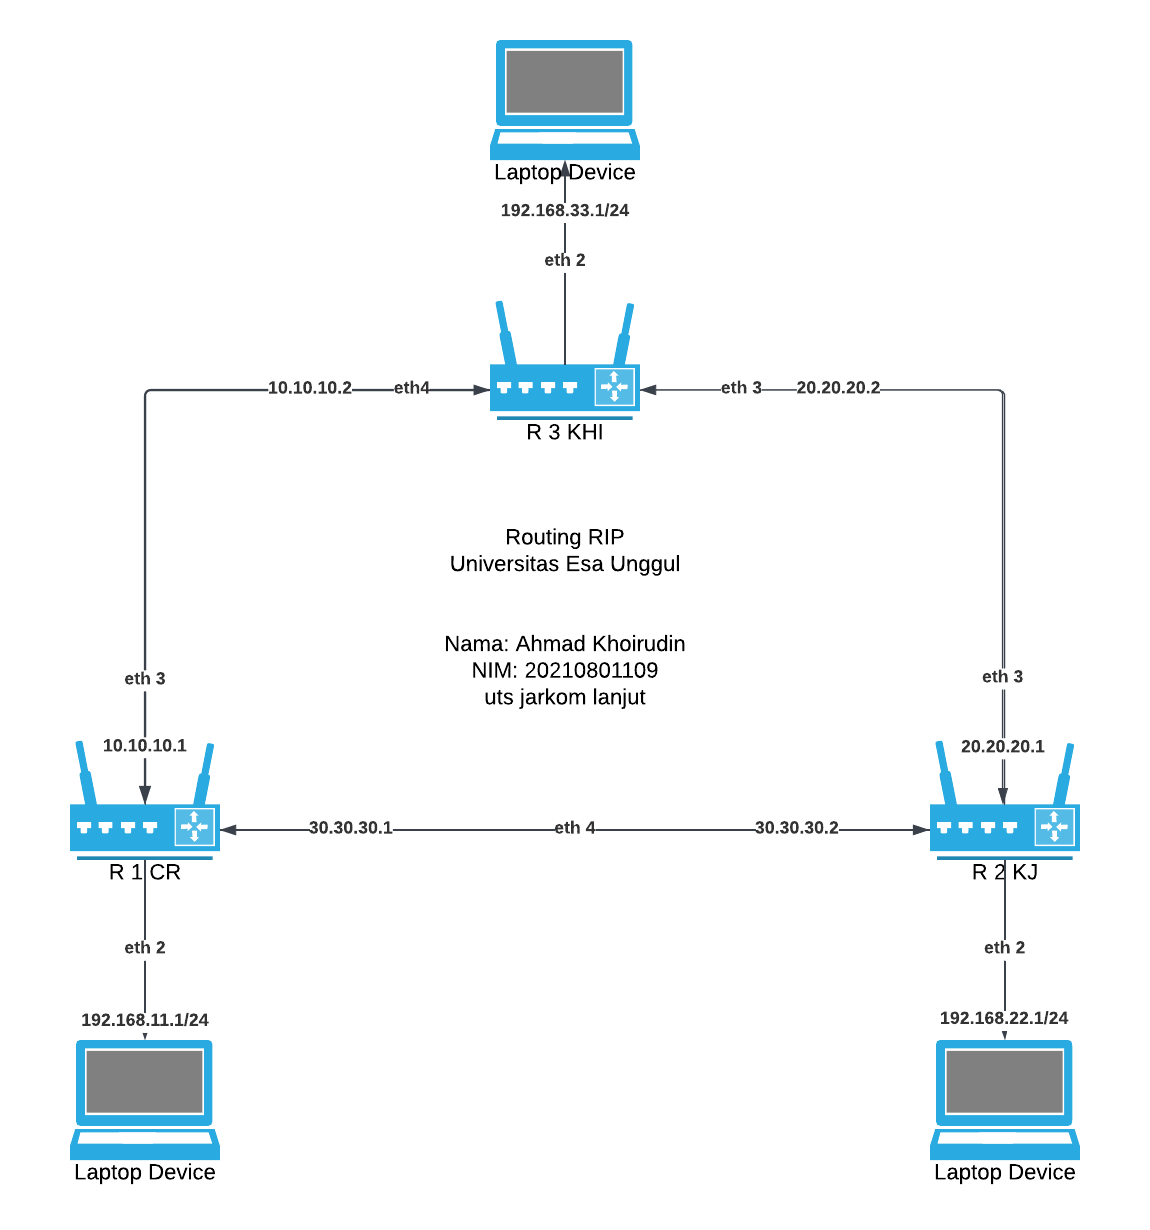 Laptop Device
192.168.33.1/24
eth 2
10.10.10.2
eth4
eth 3
20.20.20.2
R 3 KHI
Routing RIP
Universitas Esa Unggul
Nama: Ahmad Khoirudin
NIM: 20210801109
uts jarkom lanjut
eth 3
eth 3
10.10.10.1
20.20.20.1
30.30.30.1
eth 4
30.30.30.2
R 1 CR
R 2 KJ
eth 2
eth 2
192.168.11.1/24
192.168.22.1/24
Laptop Device
Laptop Device